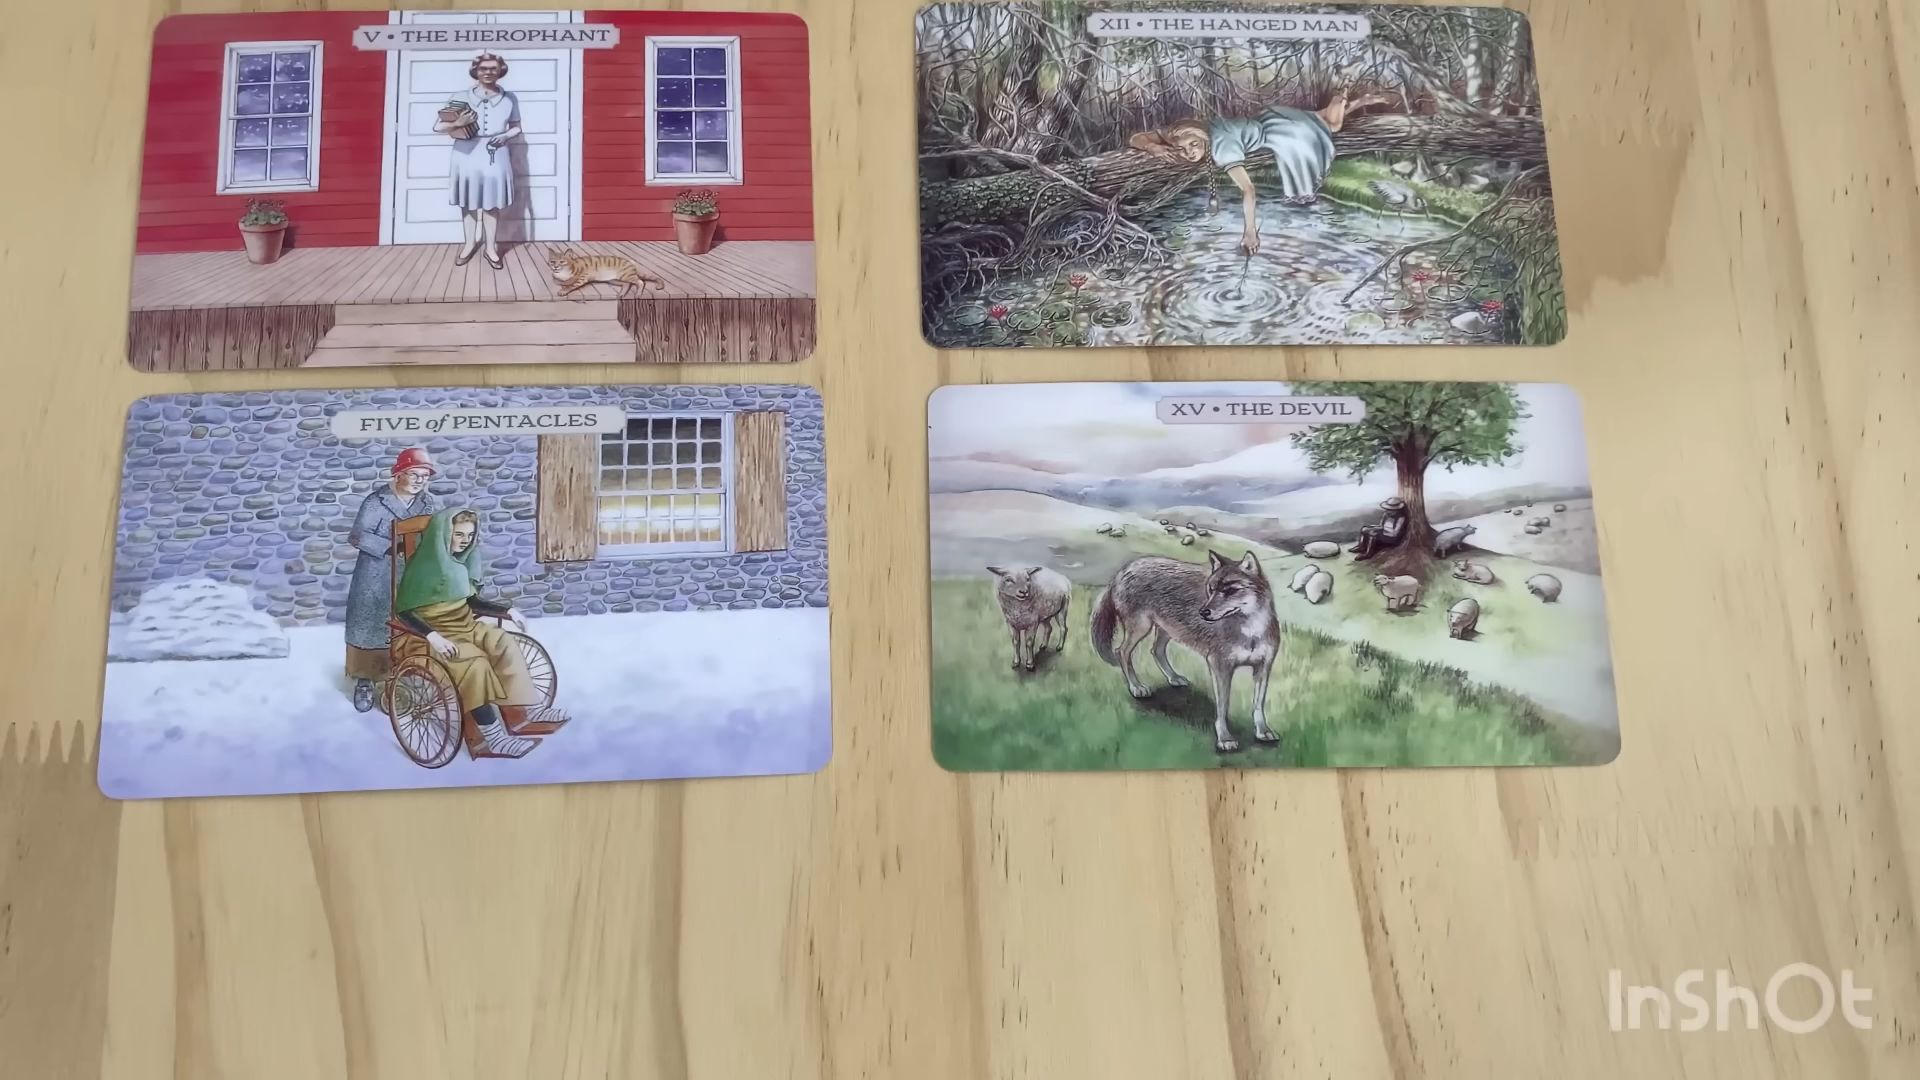 V • THE HIEROPHANT
XII • THE HANGED MAN
FIVE of PENTACLES
XV • THE DEVIL
InShOt